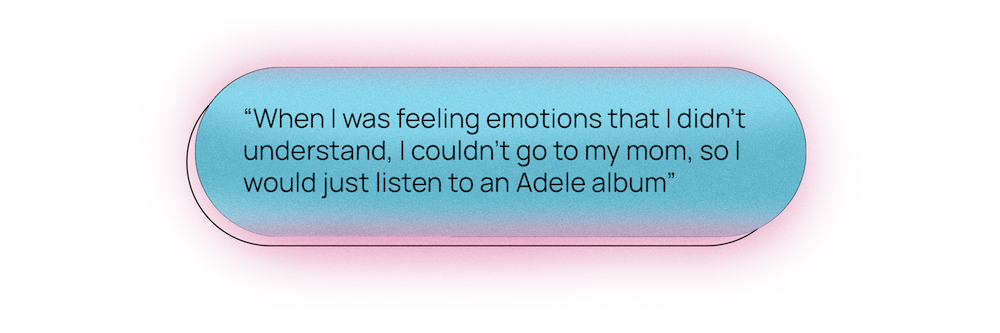 “When I was feeling emotions that I didn’t
understand, I couldn’t go to my mom, so I
would just listen to an Adele album”